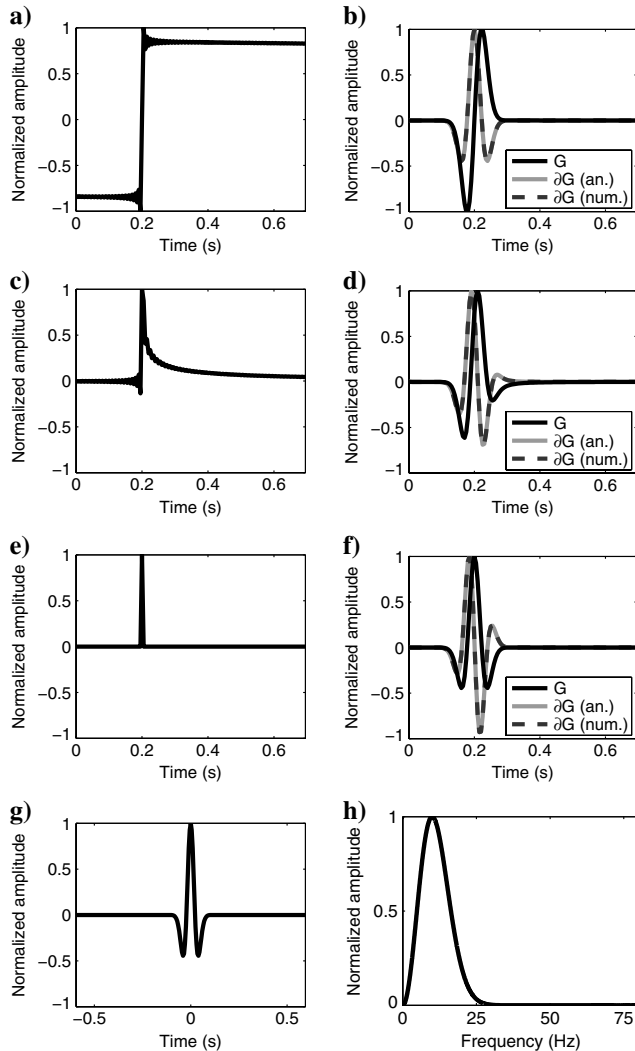 a)
Normalized amplitude
1
0.5
0
−0.5
−1
0 0.2 0.4 0.6
Time (s)
b)
Normalized amplitude
1
0.5
0
−0.5
−1
G
∂G (an.)
∂G (num.)
0 0.2 0.4 0.6
Time (s)
c)
Normalized amplitude
1
0.5
0
−0.5
−1
0 0.2 0.4 0.6
Time (s)
d)
Normalized amplitude
1
0.5
0
−0.5
−1
G
∂G (an.)
∂G (num.)
0 0.2 0.4 0.6
Time (s)
e)
Normalized amplitude
1
0.5
0
−0.5
−1
0 0.2 0.4 0.6
Time (s)
f)
Normalized amplitude
1
0.5
0
−0.5
−1
G
∂G (an.)
∂G (num.)
0 0.2 0.4 0.6
Time (s)
g)
Normalized amplitude
1
0.5
0
−0.5
−1
−0.5 0 0.5
Time (s)
h)
Normalized amplitude
1
0.5
0
0 25 50 75
Frequency (Hz)